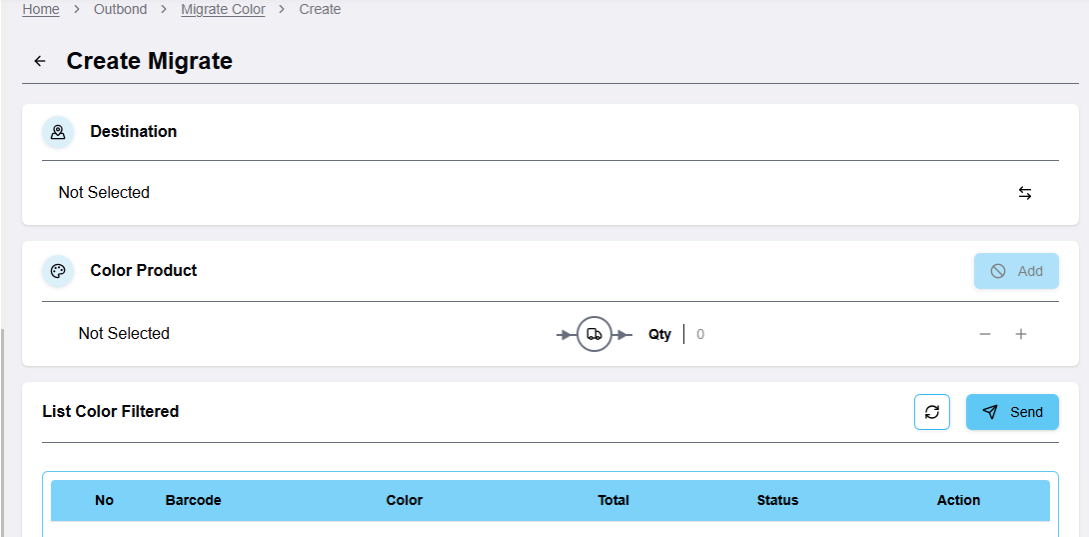 Home > Outbond > Migrate Color > Create
Create Migrate
Destination
Not Selected
Color Product
Add
Not Selected
Qty
0
List Color Filtered
Send
No Barcode Color Total Status Action